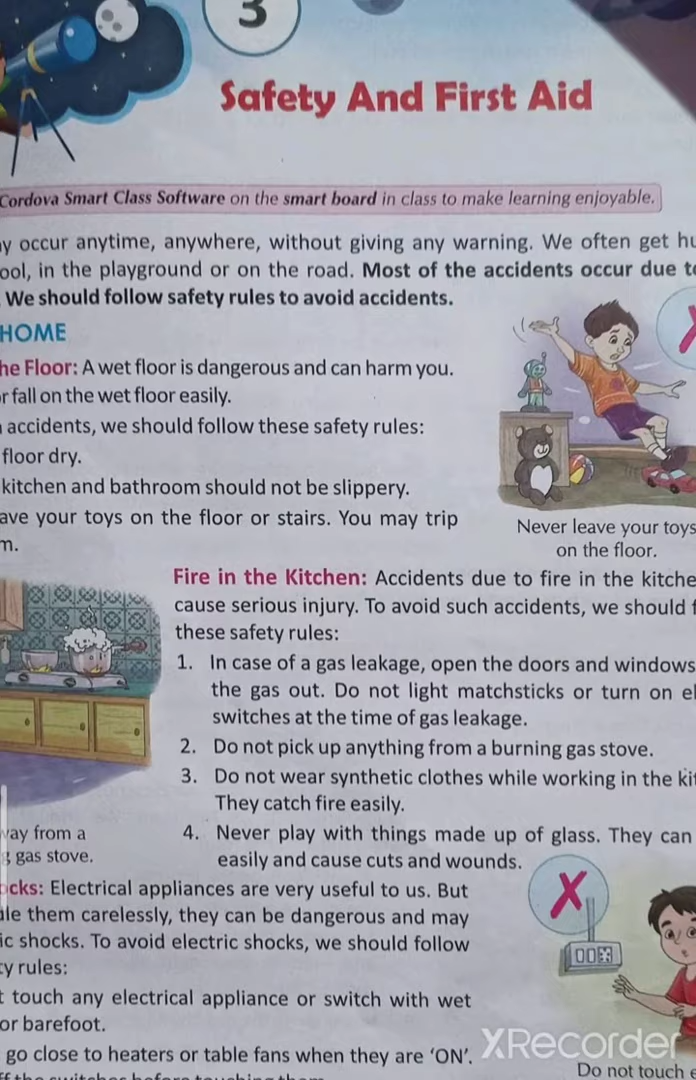 3
Safety And First Aid
Cordova Smart Class Software on the smart board in class to make learning enjoyable.
occur anytime, anywhere, without giving any warning. We often get
in the playground or on the road. Most of the accidents occur due
We should follow safety rules to avoid accidents.
HOME
Floor: A wet floor is dangerous and can harm you.
fall on the wet floor easily.
accidents, we should follow these safety rules:
floor dry.
kitchen and bathroom should not be slippery.
your toys on the floor or stairs. You may trip
Never leave your toys
on the floor.
Fire in the Kitchen: Accidents due to fire in the
cause serious injury. To avoid such accidents, we should
these safety rules:
1. In case of a gas leakage, open the doors and windows
the gas out. Do not light matchsticks or turn on
switches at the time of gas leakage.
2. Do not pick up anything from a burning gas stove.
3. Do not wear synthetic clothes while working in the
They catch fire easily.
4. Never play with things made up of glass. They can
easily and cause cuts and wounds.
from a
gas stove.
Electrical appliances are very useful to us. But
them carelessly, they can be dangerous and may
shocks. To avoid electric shocks, we should follow
rules:
touch any electrical appliance or switch with wet
or barefoot.
go close to heaters or table fans when they are ‘ON’.
the switches before touching them
Do not touch
XRecorder